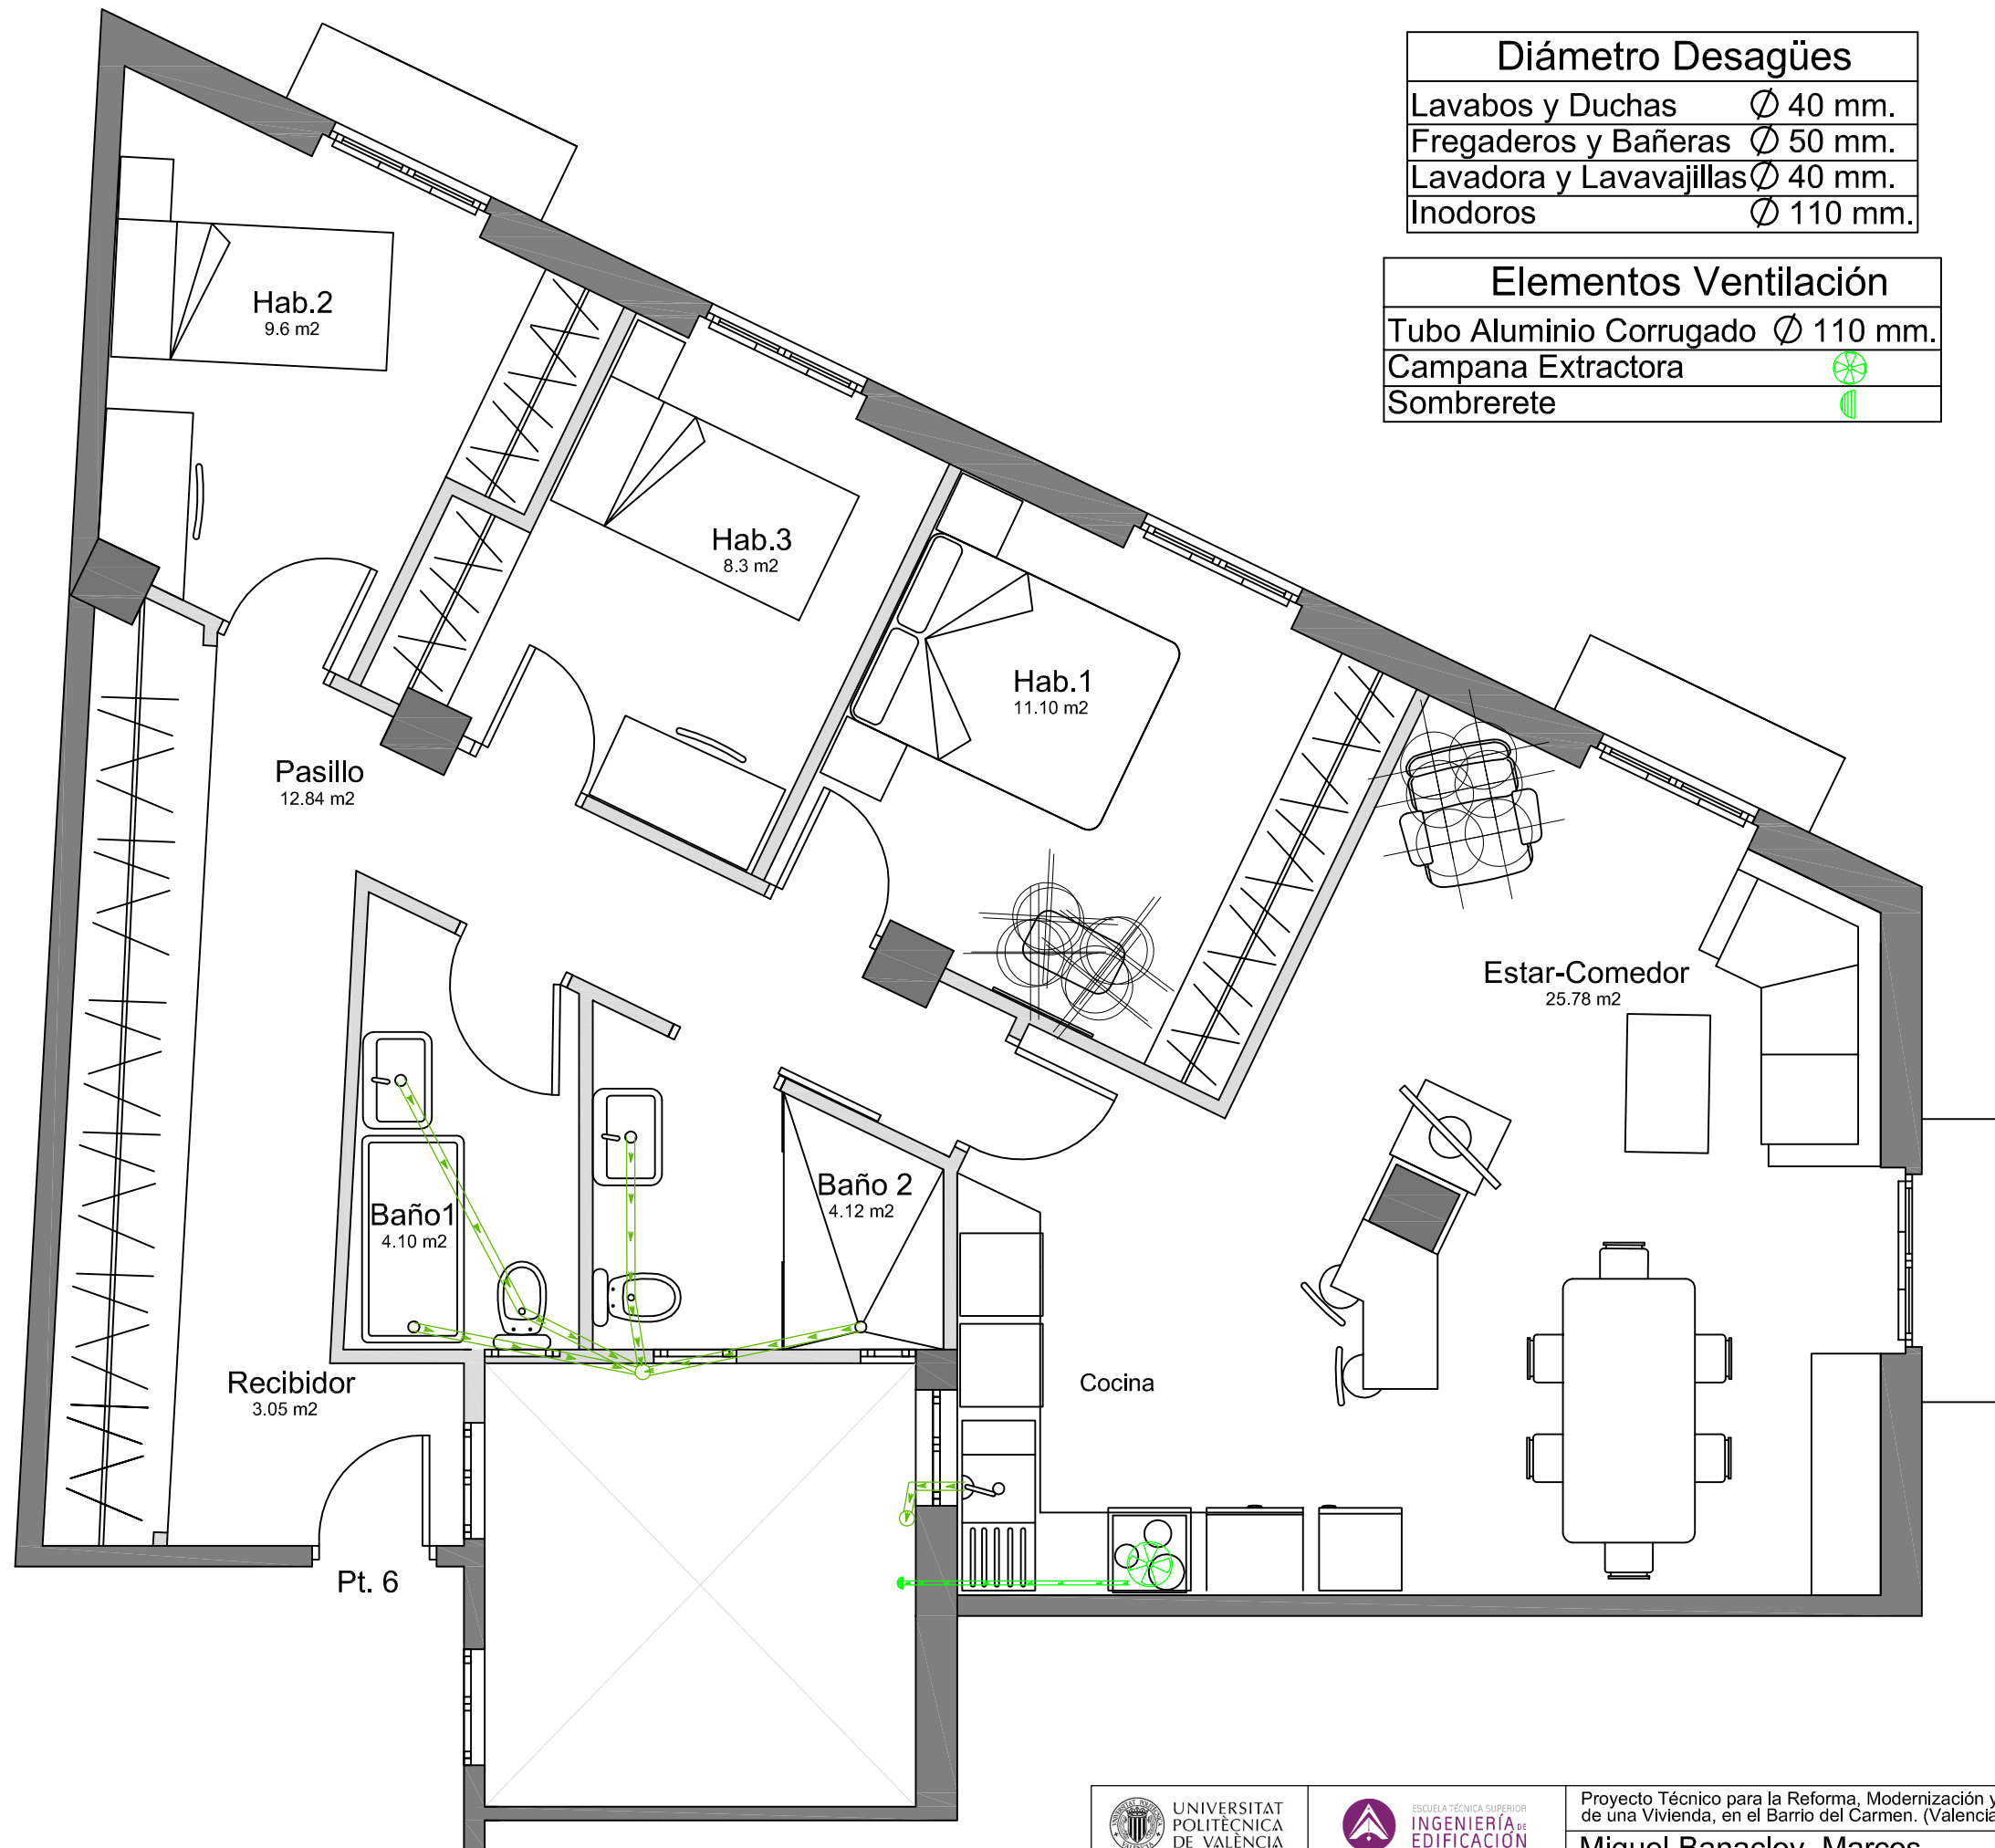 Diámetro Desagües
Lavabos y Duchas Ø 40 mm.
Fregaderos y Bañeras Ø 50 mm.
Lavadora y Lavavajillas Ø 40 mm.
Inodoros Ø 110 mm.
Elementos Ventilación
Tubo Aluminio Corrugado Ø 110 mm.
Campana Extractora
Sombrerete
Hab.2
9.6 m2
Hab.3
8.3 m2
Hab.1
11.10 m2
Pasillo
12.84 m2
Estar-Comedor
25.78 m2
Baño1
4.10 m2
Baño 2
4.12 m2
Recibidor
3.05 m2
Cocina
Pt. 6
UNIVERSITAT
POLITÈCNICA
DE VALÈNCIA
ESCUELA TÉCNICA SUPERIOR
INGENIERÍA DE
EDIFICACIÓN
Proyecto Técnico para la Reforma, Modernización y
de una Vivienda, en el Barrio del Carmen. (Valencia
Miguel Banacloy Marcos